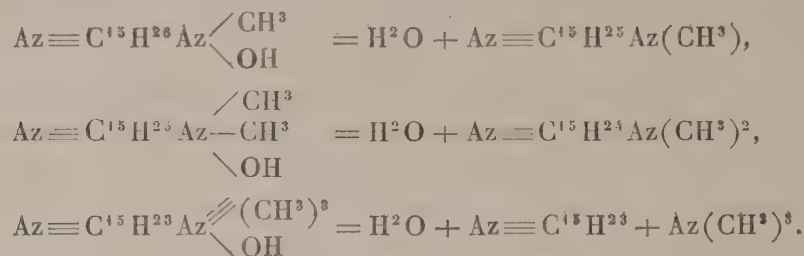 Az≡C¹⁵H²⁶Az⟨CH³ OH = H²O + Az≡C¹⁵H²⁵Az(CH³),
Az≡C¹⁵H²⁵Az⟨CH³ —CH³ OH = H²O + Az≡C¹⁵H²⁴Az(CH³)²,
Az≡C¹⁵H²³Az⟨≡(CH³)³ OH = H²O + Az≡C¹⁵H²³ + Az(CH³)³.